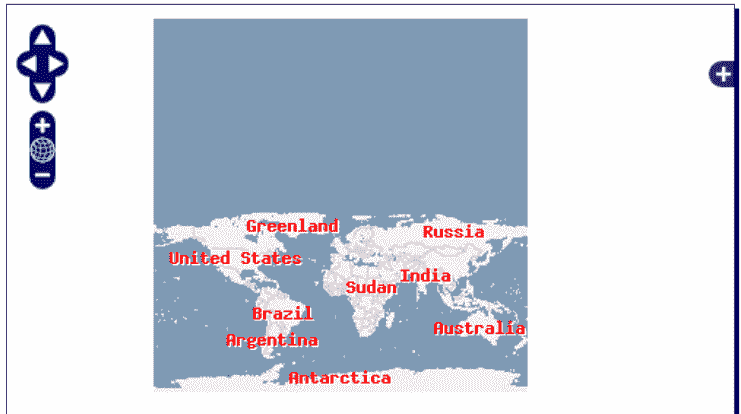 Greenland
Russia
United States
India
Sudan
Brazil
Australia
Argentina
Antarctica